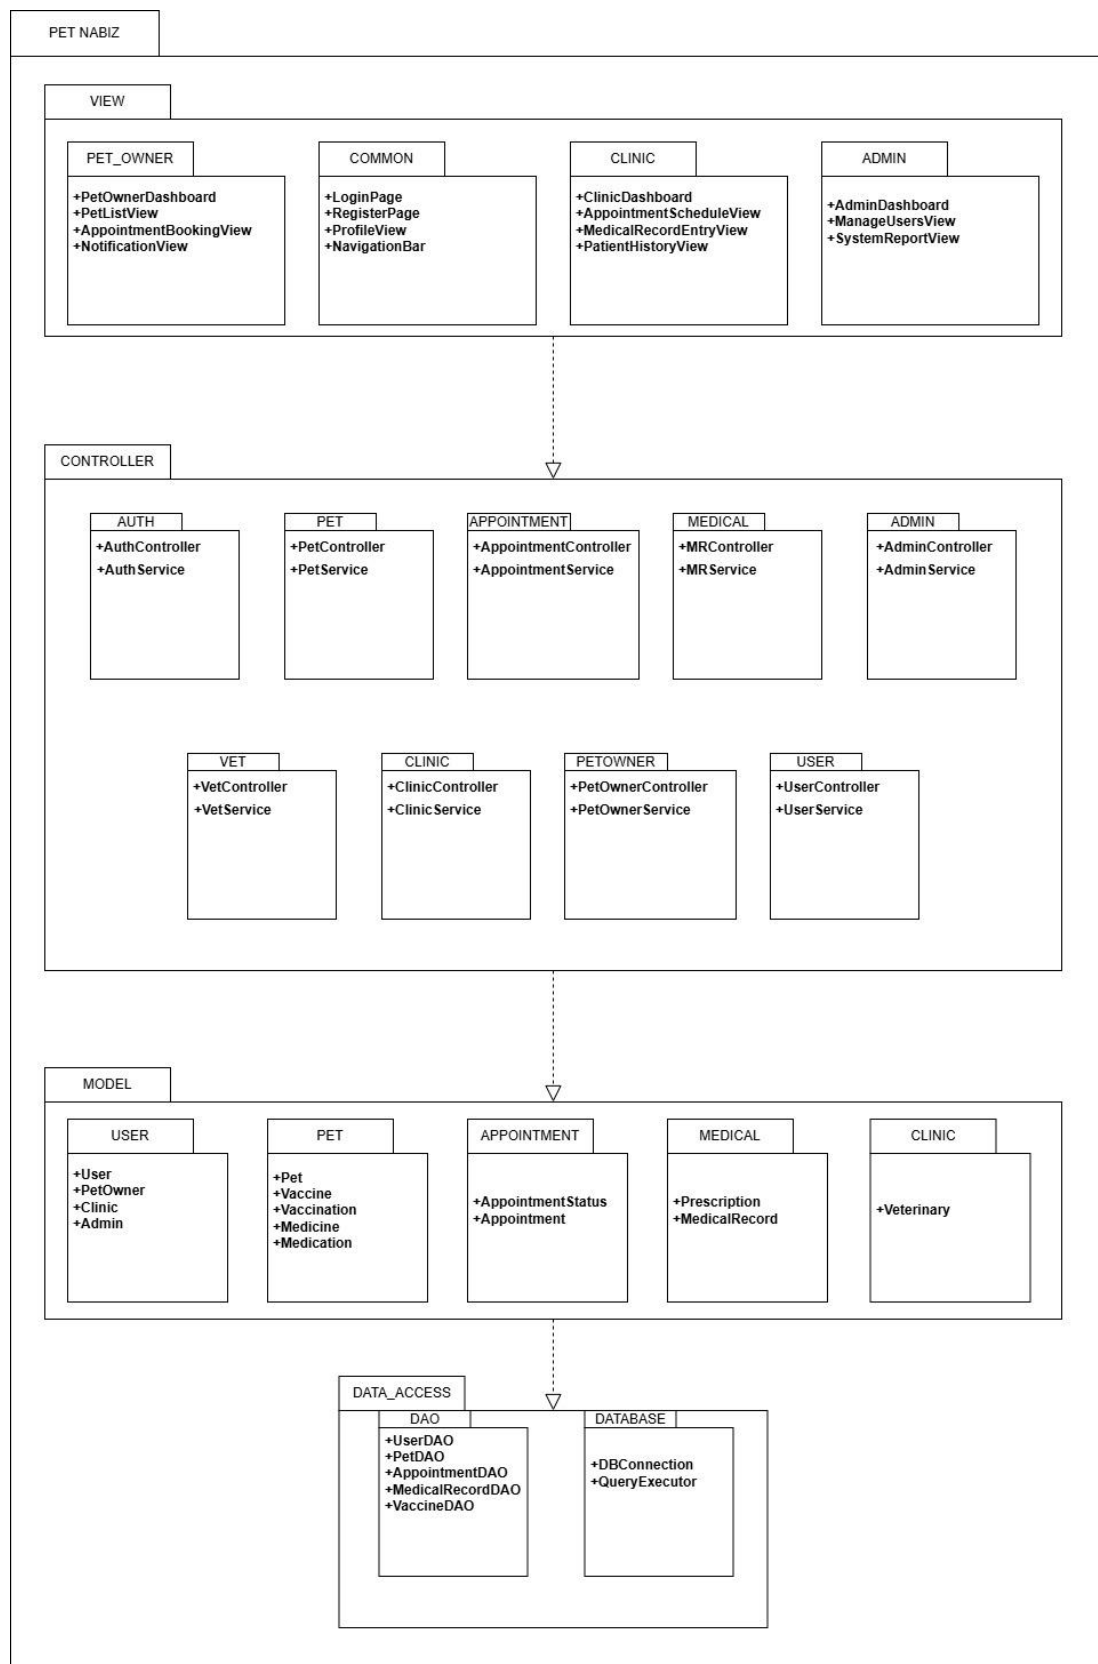 PET NABIZ
VIEW
PET_OWNER
+PetOwnerDashboard
+PetListView
+AppointmentBookingView
+NotificationView
COMMON
+LoginPage
+RegisterPage
+ProfileView
+NavigationBar
CLINIC
+ClinicDashboard
+AppointmentScheduleView
+MedicalRecordEntryView
+PatientHistoryView
ADMIN
+AdminDashboard
+ManageUsersView
+SystemReportView
CONTROLLER
AUTH
+AuthController
+AuthService
PET
+PetController
+PetService
APPOINTMENT
+AppointmentController
+AppointmentService
MEDICAL
+MRController
+MRService
ADMIN
+AdminController
+AdminService
VET
+VetController
+VetService
CLINIC
+ClinicController
+ClinicService
PETOWNER
+PetOwnerController
+PetOwnerService
USER
+UserController
+UserService
MODEL
USER
+User
+PetOwner
+Clinic
+Admin
PET
+Pet
+Vaccine
+Vaccination
+Medicine
+Medication
APPOINTMENT
+AppointmentStatus
+Appointment
MEDICAL
+Prescription
+MedicalRecord
CLINIC
+Veterinary
DATA_ACCESS
DAO
+UserDAO
+PetDAO
+AppointmentDAO
+MedicalRecordDAO
+VaccineDAO
DATABASE
+DBConnection
+QueryExecutor